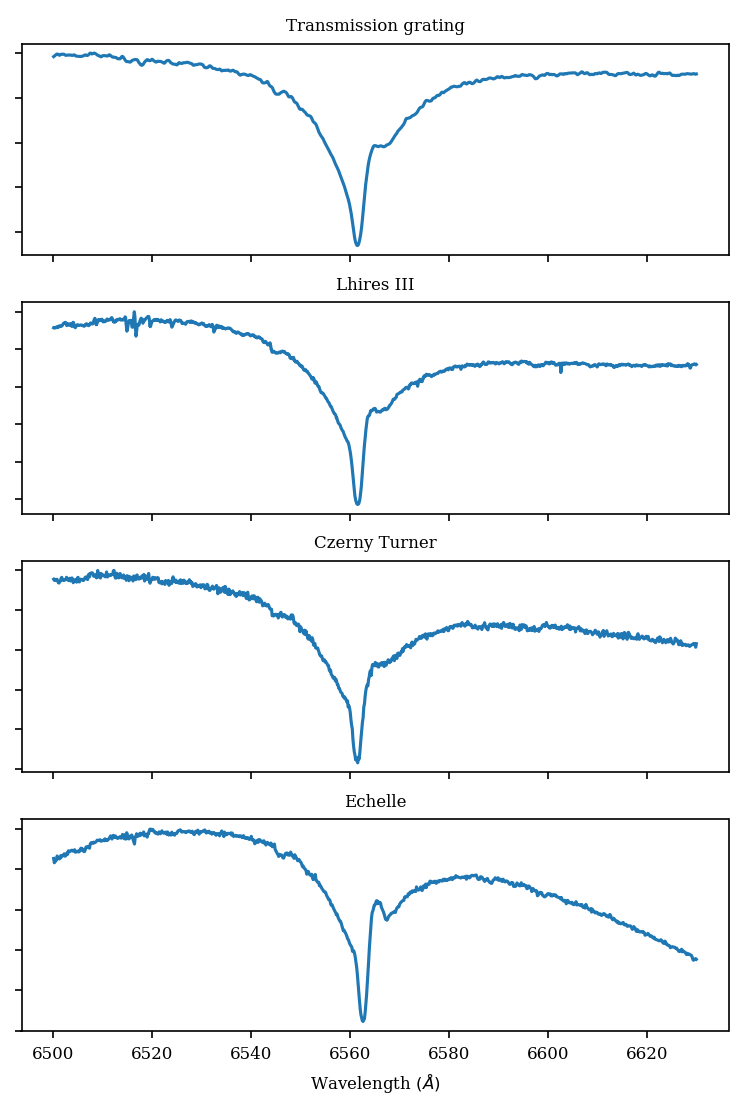 Transmission grating
Lhires III
Czerny Turner
Echelle
6500 6520 6540 6560 6580 6600 6620
Wavelength (Å)